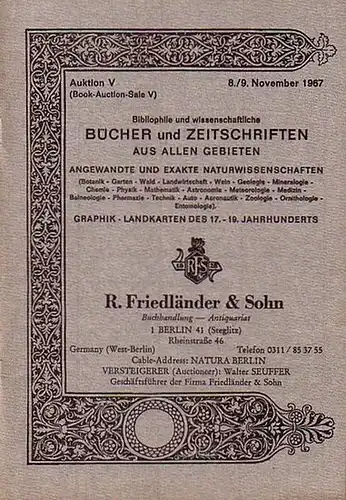 Auktion V 8./9. November 1967
(Book-Auction-Sale V)
Bibliophile und wissenschaftliche
BÜCHER und ZEITSCHRIFTEN
AUS ALLEN GEBIETEN
ANGEWANDTE UND EXAKTE NATURWISSENSCHAFTEN
(Botanik - Garten - Wald - Landwirtschaft - Wein - Geologie - Mineralogie -
Chemie - Physik - Mathematik - Astronomie - Meteorologie - Medizin -
Balneologie - Pharmazie - Technik - Auto - Aeronautik - Zoologie - Ornithologie -
Entomologie).
GRAPHIK - LANDKARTEN DES 17.- 19. JAHRHUNDERTS
R. Friedländer & Sohn
Buchhandlung — Antiquariat
1 BERLIN 41 (Steglitz)
Rheinstraße 46
Germany (West-Berlin) Telefon 0311 / 85 37 55
Cable-Address: NATURA BERLIN
VERSTEIGERER (Auctioneer): Walter SEUFFER
Geschäftsführer der Firma Friedländer & Sohn